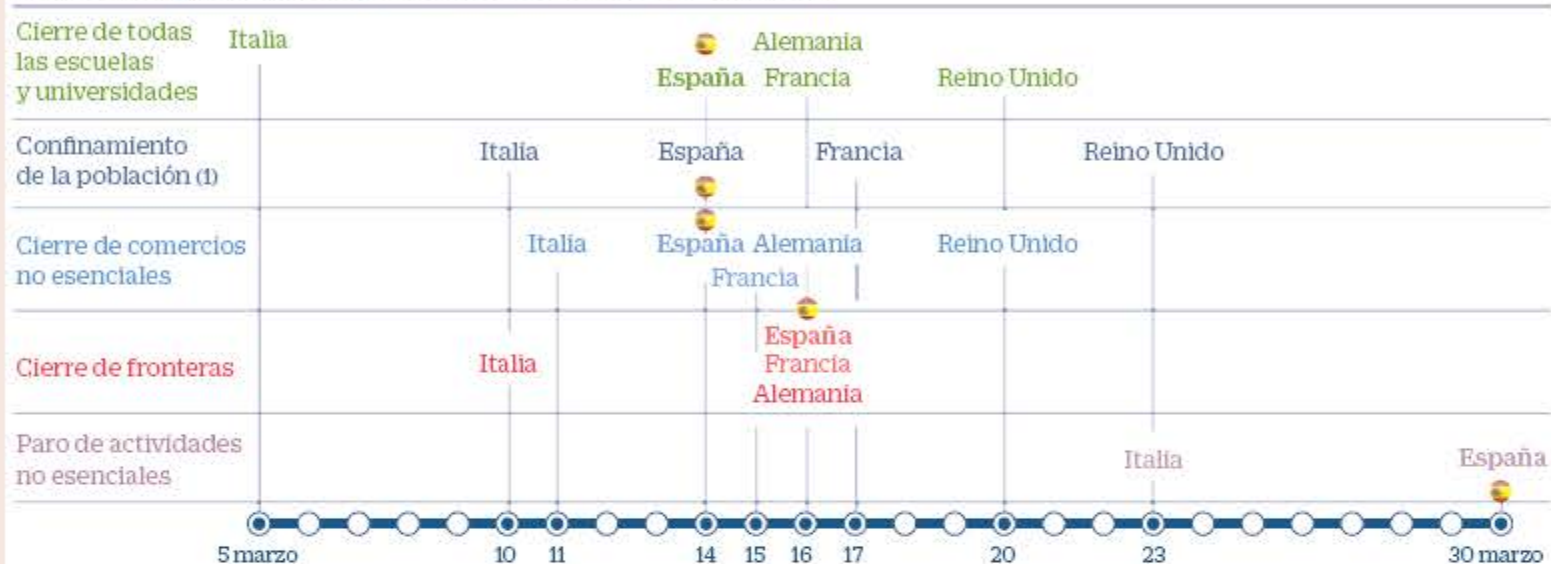 Cierre de todas
las escuelas
y universidades
Italia
España
Alemania
Francia
Reino Unido
Confinamiento
de la población (1)
Italia
España
Francia
Reino Unido
Cierre de comercios
no esenciales
Italia
España
Alemania
Francia
Reino Unido
Cierre de fronteras
Italia
España
Francia
Alemania
Paro de actividades
no esenciales
Italia
España
5 marzo
10
11
14
15
16
17
20
23
30 marzo